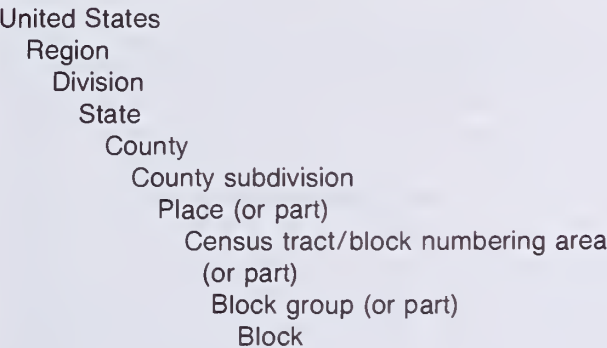 United States
Region
Division
State
County
County subdivision
Place (or part)
Census tract/block numbering area
(or part)
Block group (or part)
Block